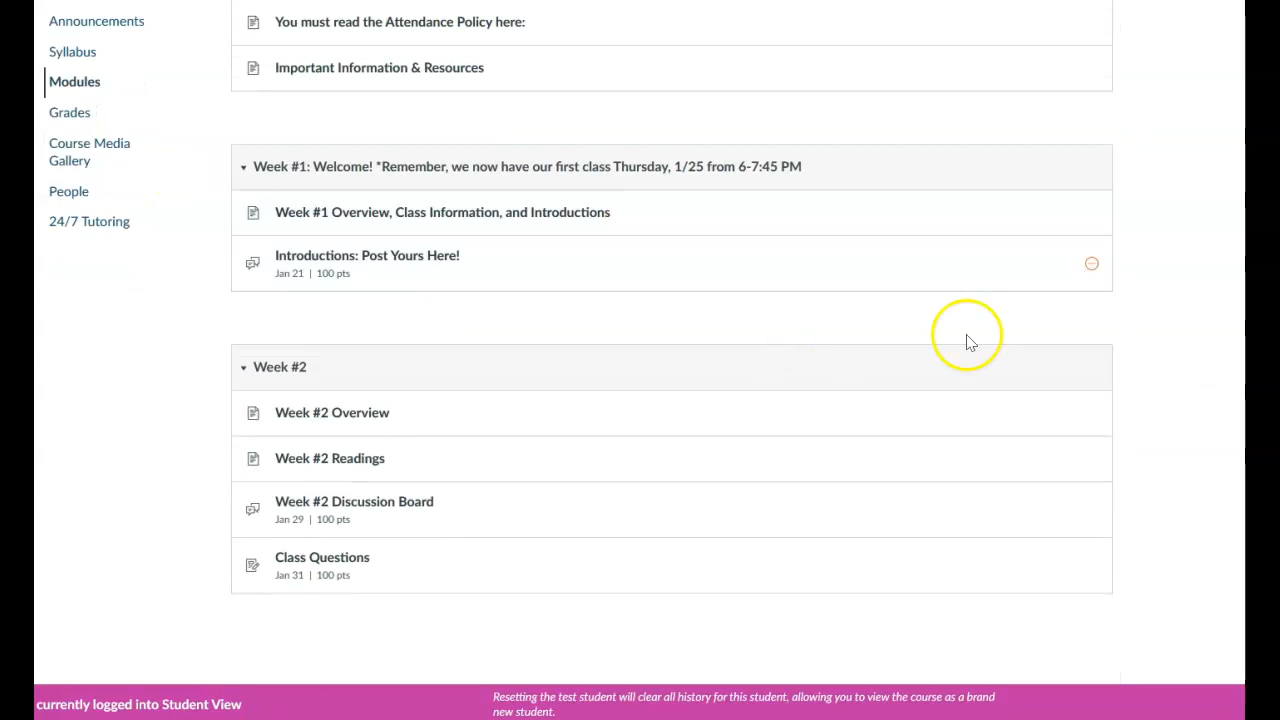 Announcements
Syllabus
Modules
Grades
Course Media
Gallery
People
24/7 Tutoring
You must read the Attendance Policy here:
Important Information & Resources
Week #1: Welcome! *Remember, we now have our first class Thursday, 1/25 from 6-7:45 PM
Week #1 Overview, Class Information, and Introductions
Introductions: Post Yours Here!
Jan 21 | 100 pts
Week #2
Week #2 Overview
Week #2 Readings
Week #2 Discussion Board
Jan 29 | 100 pts
Class Questions
Jan 31 | 100 pts
currently logged into Student View
Resetting the test student will clear all history for this student, allowing you to view the course as a brand
new student.